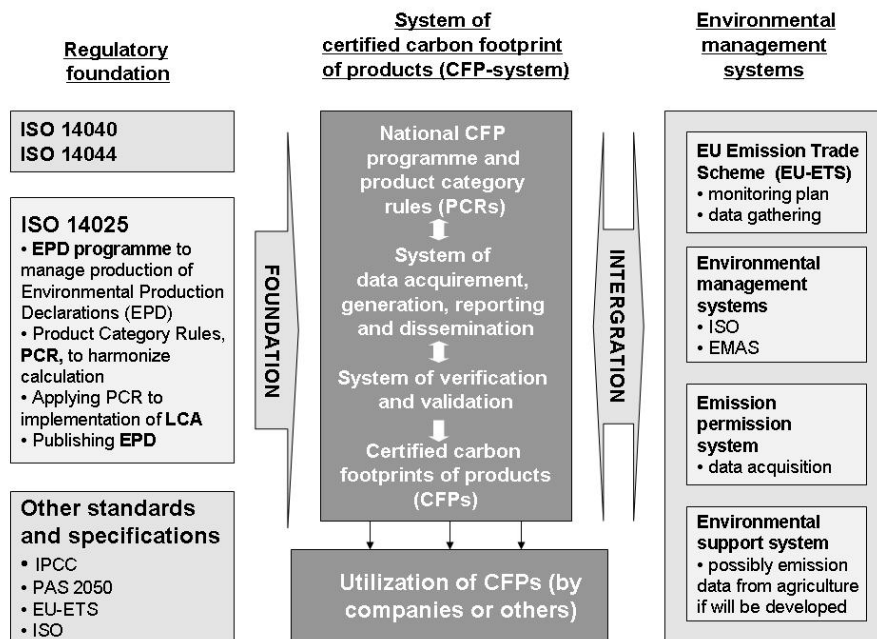 Regulatory
foundation
ISO 14040
ISO 14044
ISO 14025
• EPD programme to
manage production of
Environmental Production
Declarations (EPD)
• Product Category Rules,
PCR, to harmonize
calculation
• Applying PCR to
implementation of LCA
• Publishing EPD
Other standards
and specifications
• IPCC
• PAS 2050
• EU-ETS
• ISO
FOUNDATION
System of
certified carbon footprint
of products (CFP-system)
National CFP
programme and
product category
rules (PCRs)
System of
data acquirement,
generation, reporting
and dissemination
System of verification
and validation
Certified carbon
footprints of products
(CFPs)
Utilization of CFPs (by
companies or others)
INTERGRATION
Environmental
management
systems
EU Emission Trade
Scheme (EU-ETS)
• monitoring plan
• data gathering
Environmental
management
systems
• ISO
• EMAS
Emission
permission
system
• data acquisition
Environmental
support system
• possibly emission
data from agriculture
if will be developed